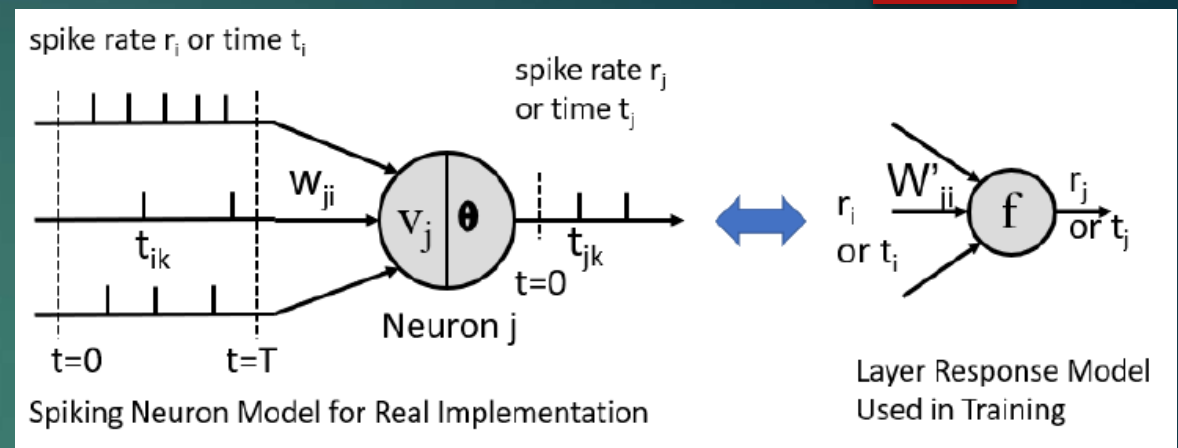 spike rate rᵢ or time tᵢ
spike rate rⱼ
or time tⱼ
wⱼᵢ
tᵢₖ
vⱼ
θ
tⱼₖ
t=0
Neuron j
t=0
t=T
Spiking Neuron Model for Real Implementation
rᵢ
or tᵢ
W'ⱼᵢ
f
rⱼ
or tⱼ
Layer Response Model
Used in Training